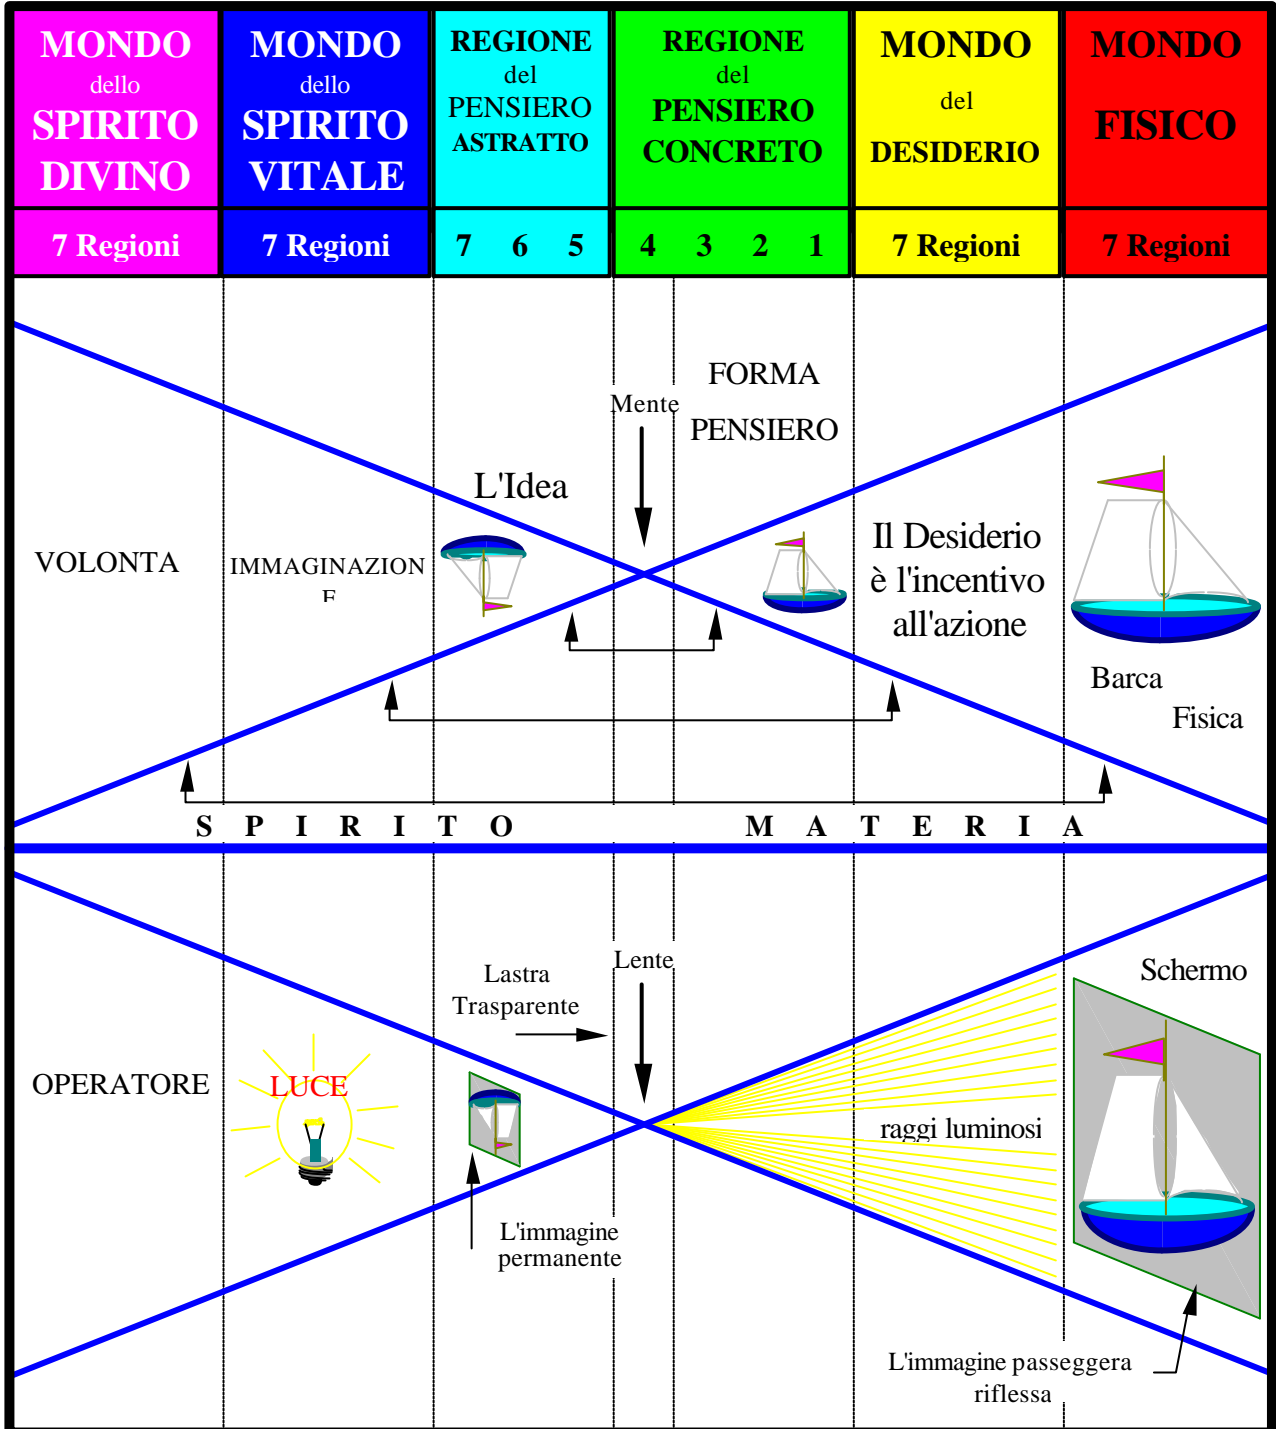 MONDO
dello
SPIRITO
DIVINO
MONDO
dello
SPIRITO
VITALE
REGIONE
del
PENSIERO
ASTRATTO
REGIONE
del
PENSIERO
CONCRETO
MONDO
del
DESIDERIO
MONDO
FISICO
7 Regioni
7 Regioni
7 6 5
4 3 2 1
7 Regioni
7 Regioni
FORMA
PENSIERO
Mente
L'Idea
VOLONTA
IMMAGINAZION
E
Il Desiderio
è l'incentivo
all'azione
Barca
Fisica
S P I R I T O
M A T E R I A
Lente
Lastra
Trasparente
Schermo
OPERATORE
LUCE
raggi luminosi
L'immagine
permanente
L'immagine passeggera
riflessa